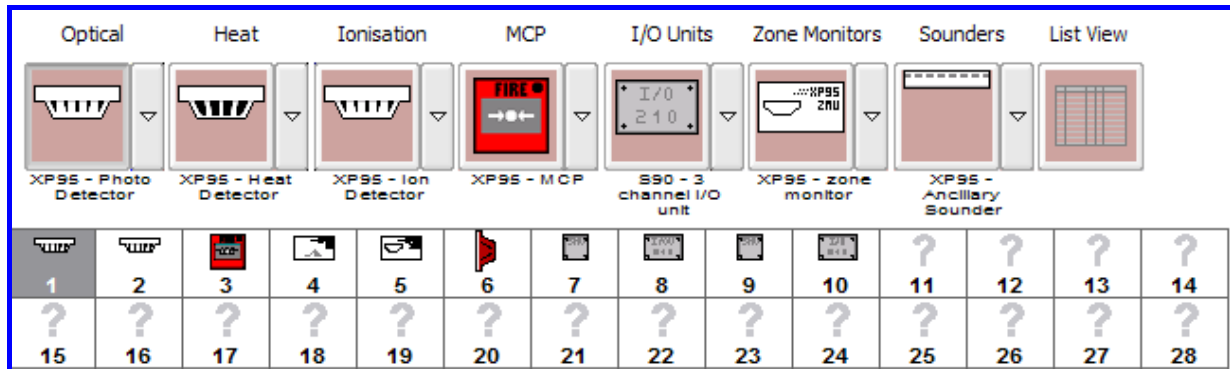 Optical Heat Ionisation MCP I/O Units Zone Monitors Sounders List View
FIRE I/O 210 XP95 ZMU
XP95 - Photo Detector
XP95 - Heat Detector
XP95 - Ion Detector
XP95 - MCP
S90 - 3 channel I/O unit
XP95 - zone monitor
XP95 - Ancillary Sounder
? ? ? ?
1 2 3 4 5 6 7 8 9 10 11 12 13 14
? ? ? ? ? ? ? ? ? ? ? ? ? ?
15 16 17 18 19 20 21 22 23 24 25 26 27 28